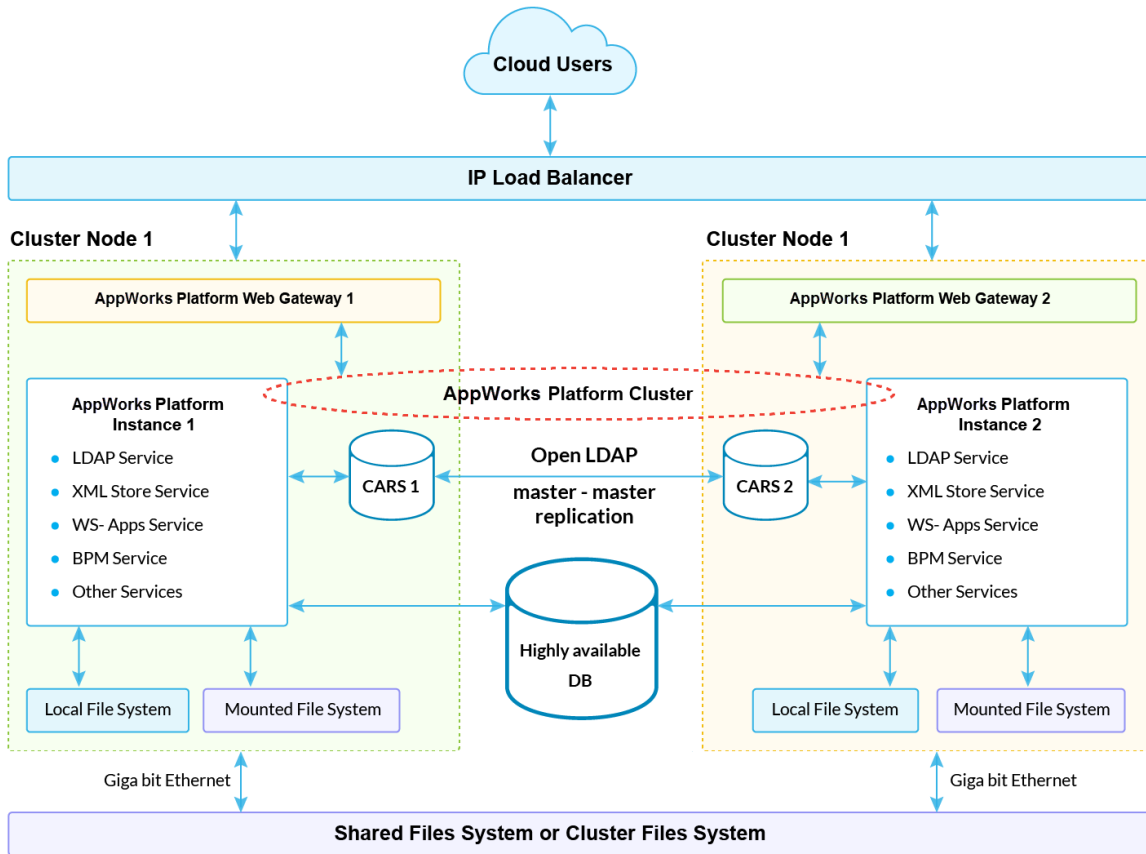 Cloud Users
IP Load Balancer
Cluster Node 1
Cluster Node 1
AppWorks Platform Web Gateway 1
AppWorks Platform Web Gateway 2
AppWorks Platform Cluster
AppWorks Platform
Instance 1
LDAP Service
XML Store Service
WS- Apps Service
BPM Service
Other Services
CARS 1
Open LDAP
master - master
replication
CARS 2
AppWorks Platform
Instance 2
LDAP Service
XML Store Service
WS- Apps Service
BPM Service
Other Services
Highly available
DB
Local File System
Mounted File System
Local File System
Mounted File System
Giga bit Ethernet
Giga bit Ethernet
Shared Files System or Cluster Files System